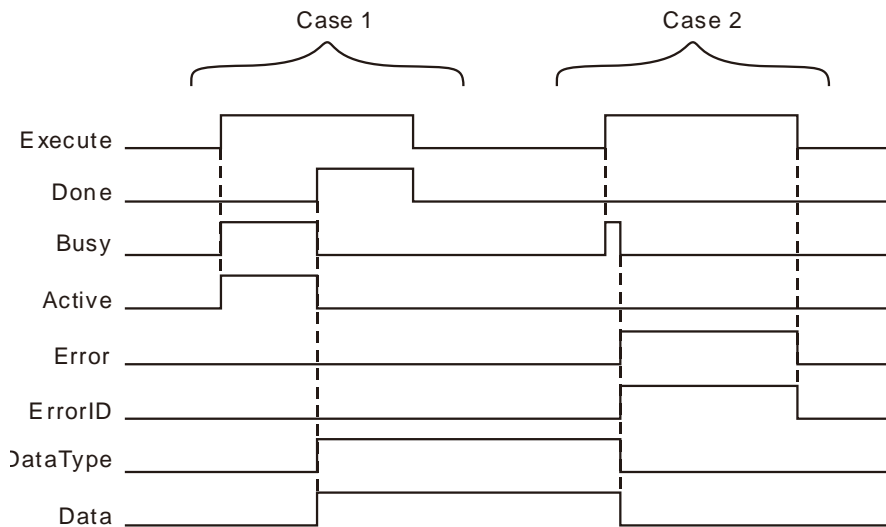 Case 1
Case 2
Execute
Done
Busy
Active
Error
ErrorID
DataType
Data